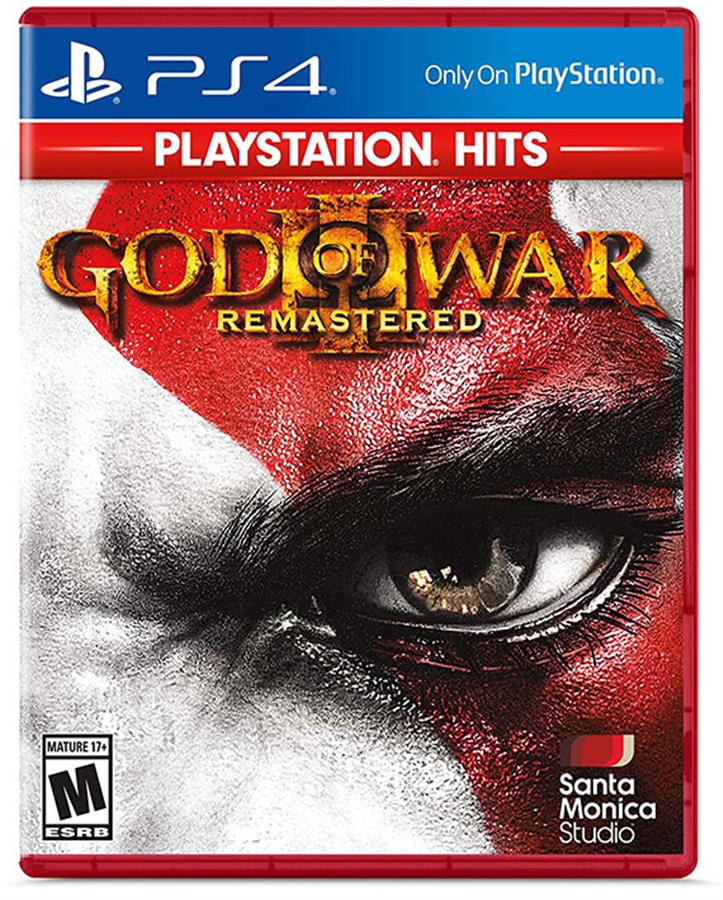 PS4
Only On PlayStation®
PLAYSTATION® HITS
GOD OF WAR III
REMASTERED
MATURE 17+
M
ESRB
Santa
Monica
Studio